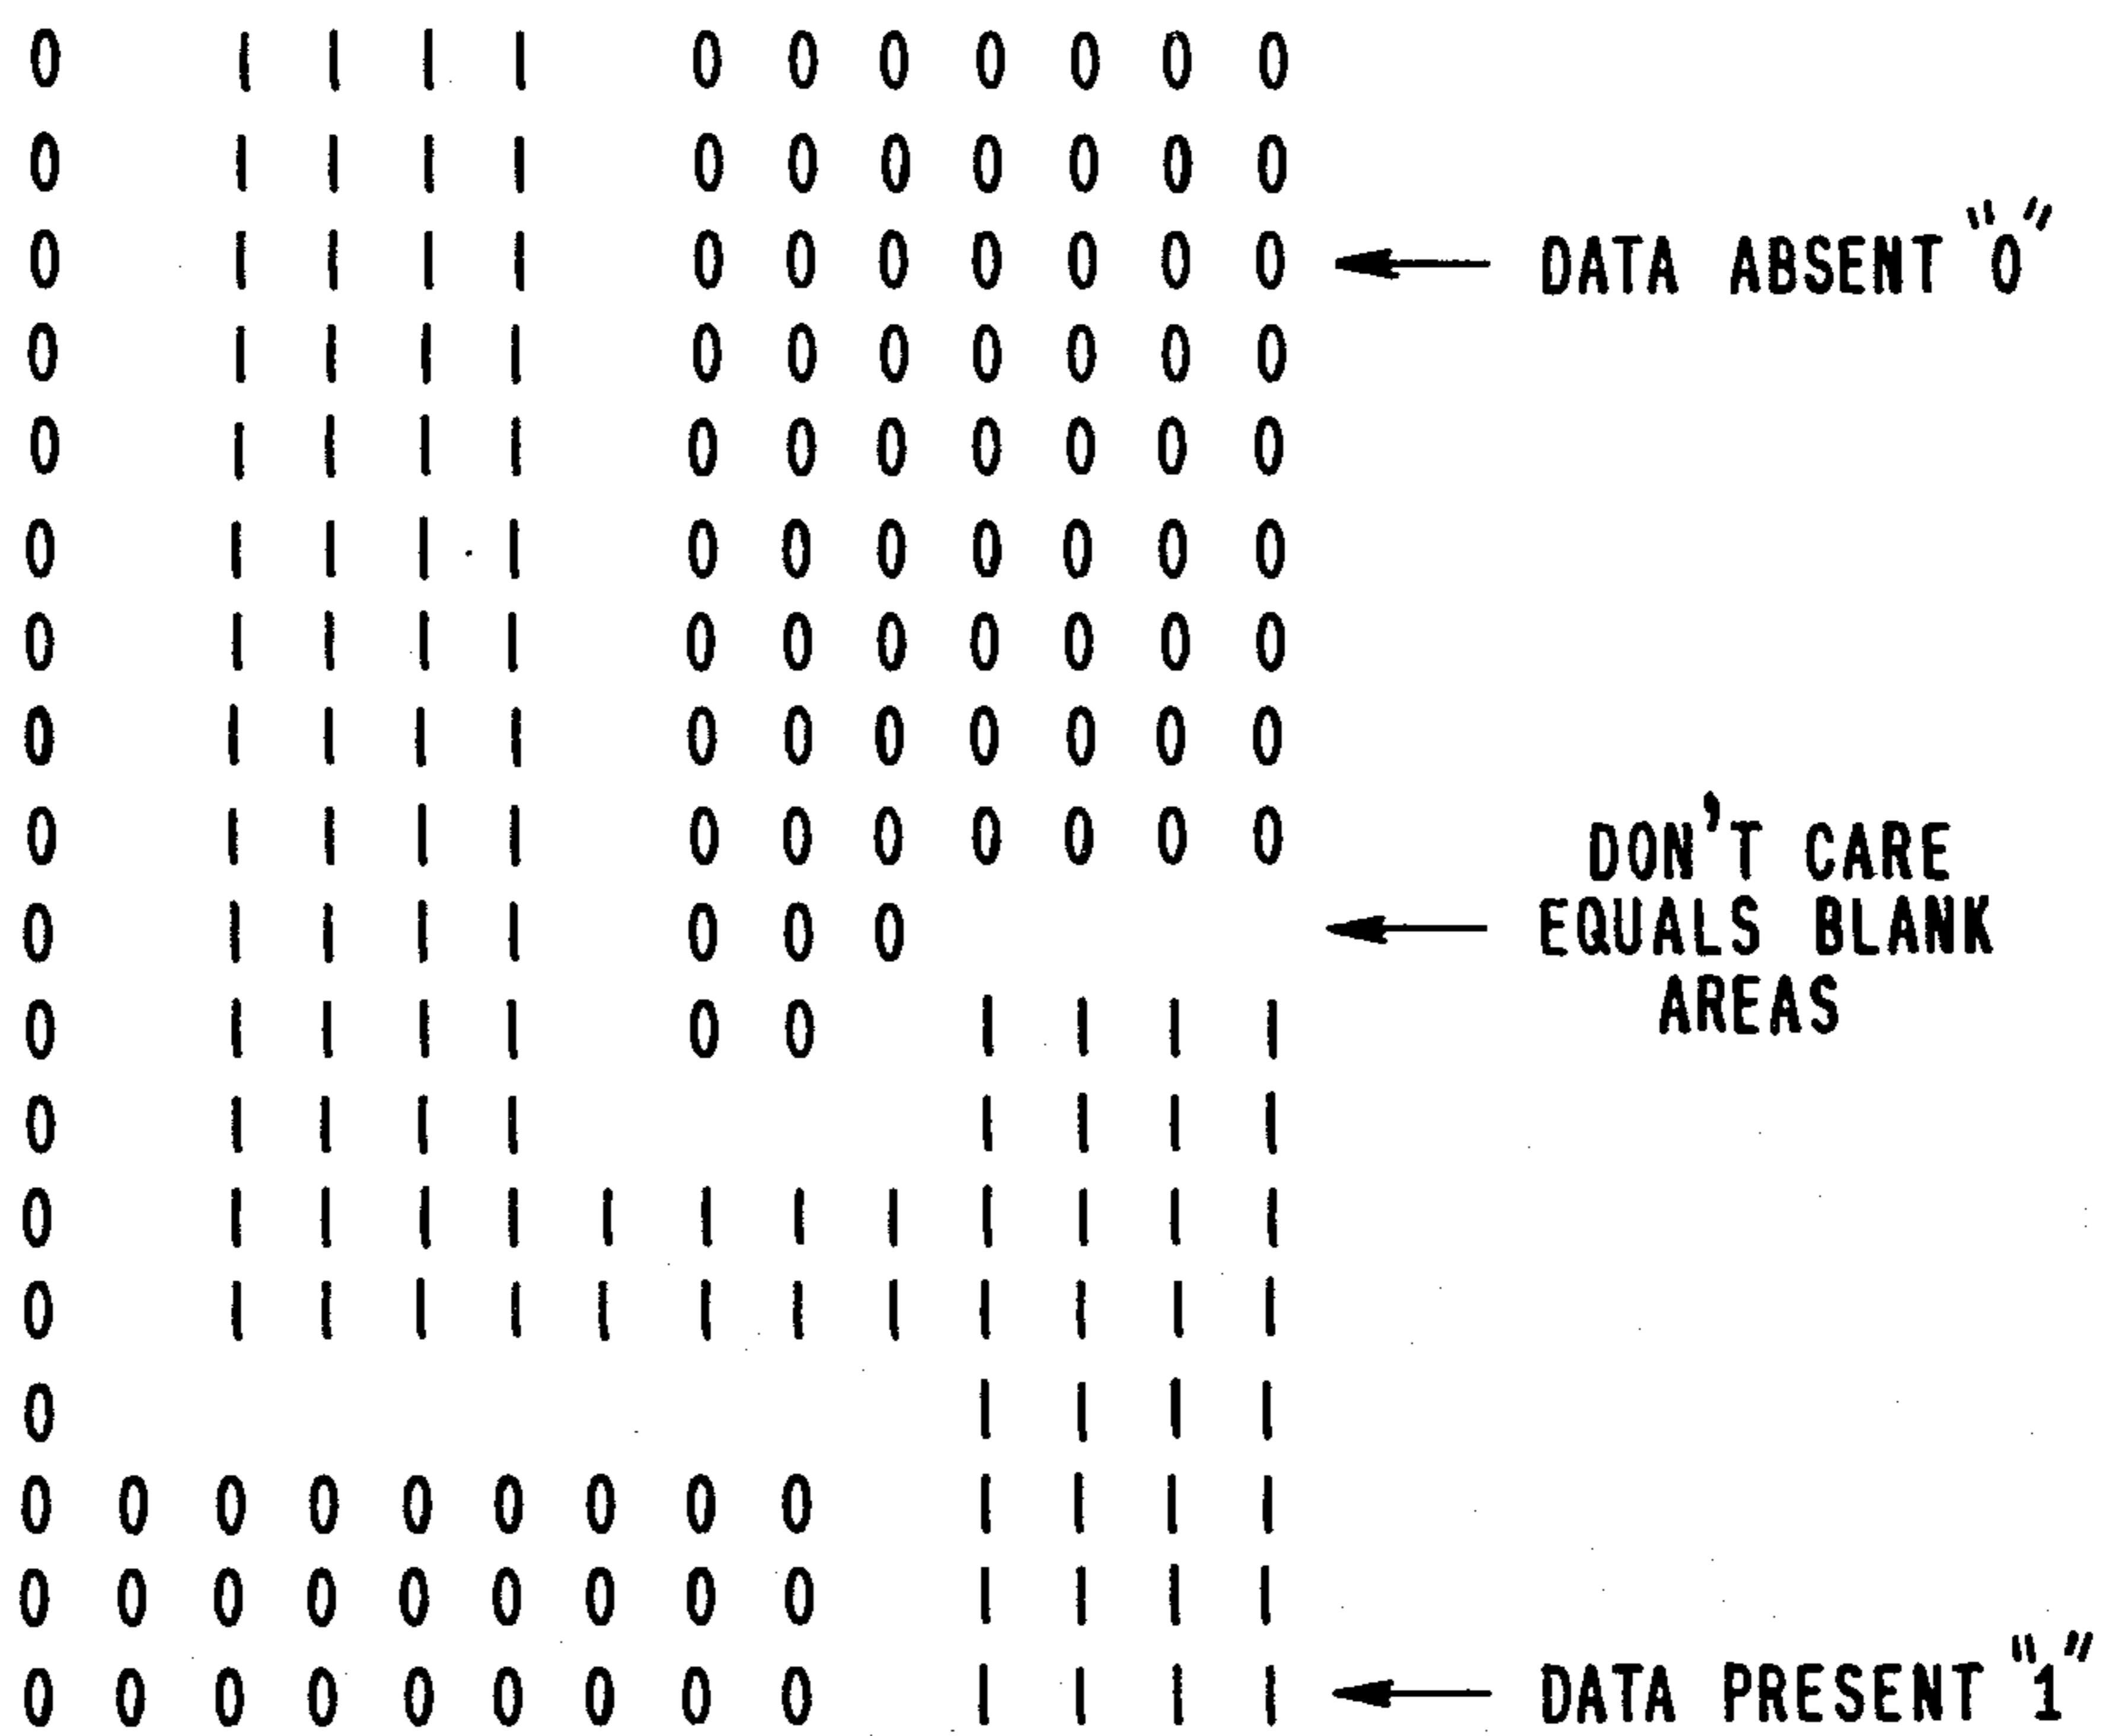 0 1 1 1 1 0 0 0 0 0 0 0
0 1 1 1 1 0 0 0 0 0 0 0
0 1 1 1 1 0 0 0 0 0 0 0 DATA ABSENT "0"
0 1 1 1 1 0 0 0 0 0 0 0
0 1 1 1 1 0 0 0 0 0 0 0
0 1 1 1 1 0 0 0 0 0 0 0
0 1 1 1 1 0 0 0 0 0 0 0
0 1 1 1 1 0 0 0 0 0 0 0
0 1 1 1 1 0 0 0 0 0 0 0
DON'T CARE
0 1 1 1 1 0 0 0 EQUALS BLANK
AREAS
0 1 1 1 1 0 0 1 1 1 1
0 1 1 1 1 1 1 1 1
0 1 1 1 1 1 1 1 1 1 1 1 1
0 1 1 1 1 1 1 1 1 1 1 1 1
0 1 1 1 1
0 0 0 0 0 0 0 0 0 1 1 1 1
0 0 0 0 0 0 0 0 0 1 1 1 1
0 0 0 0 0 0 0 0 0 1 1 1 1 DATA PRESENT "1"